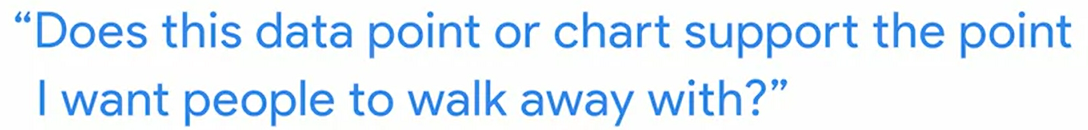 “Does this data point or chart support the point
I want people to walk away with?”